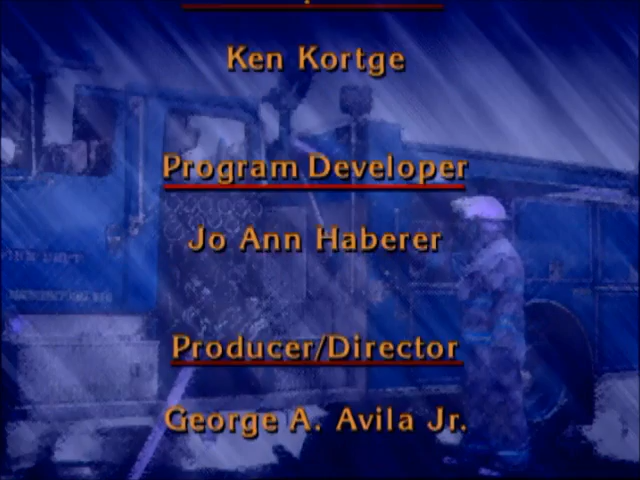 Ken Kortge
Program Developer
Jo Ann Haberer
Producer/Director
George A. Avila Jr.